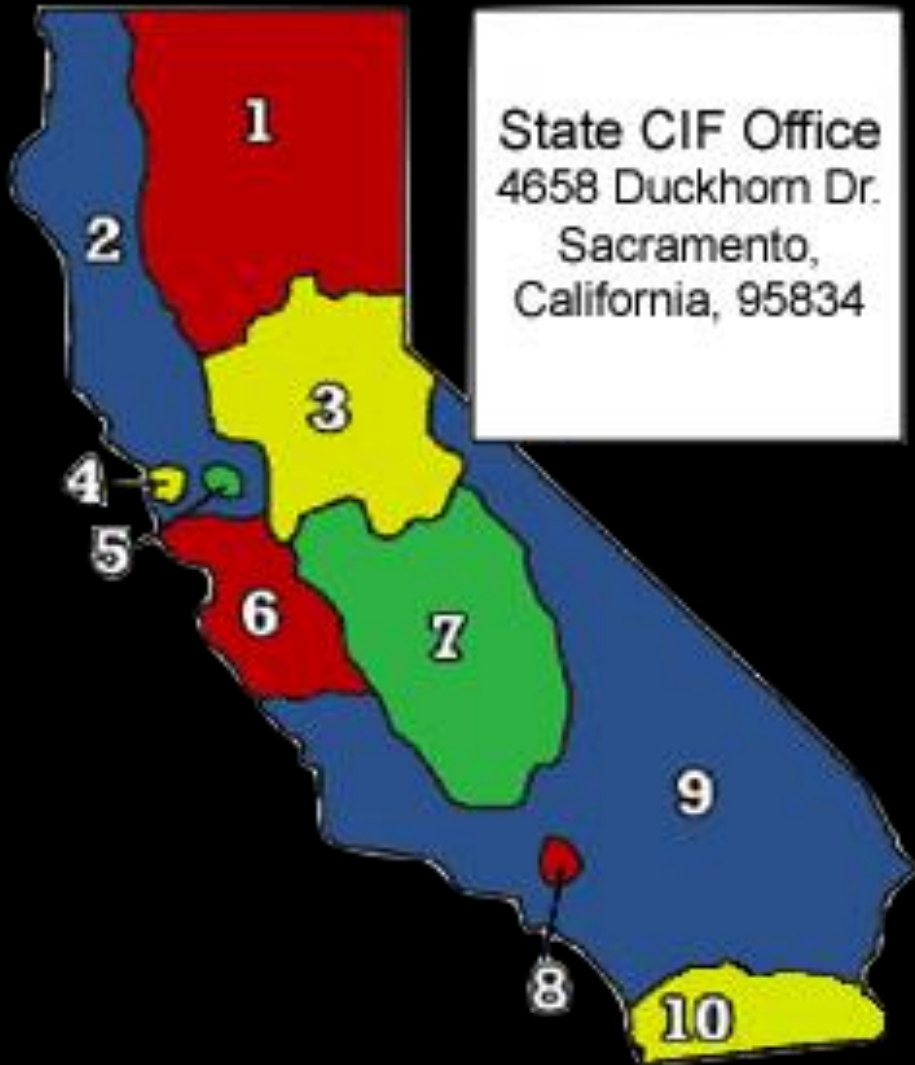 State CIF Office
4658 Duckhorn Dr.
Sacramento,
California, 95834
1
2
3
4
5
6
7
9
8
10